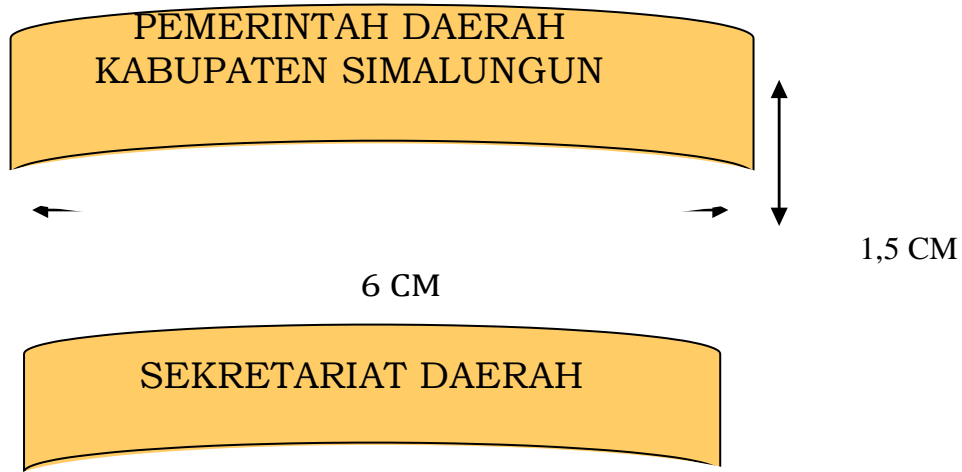 PEMERINTAH DAERAH
KABUPATEN SIMALUNGUN
1,5 CM
6 CM
SEKRETARIAT DAERAH